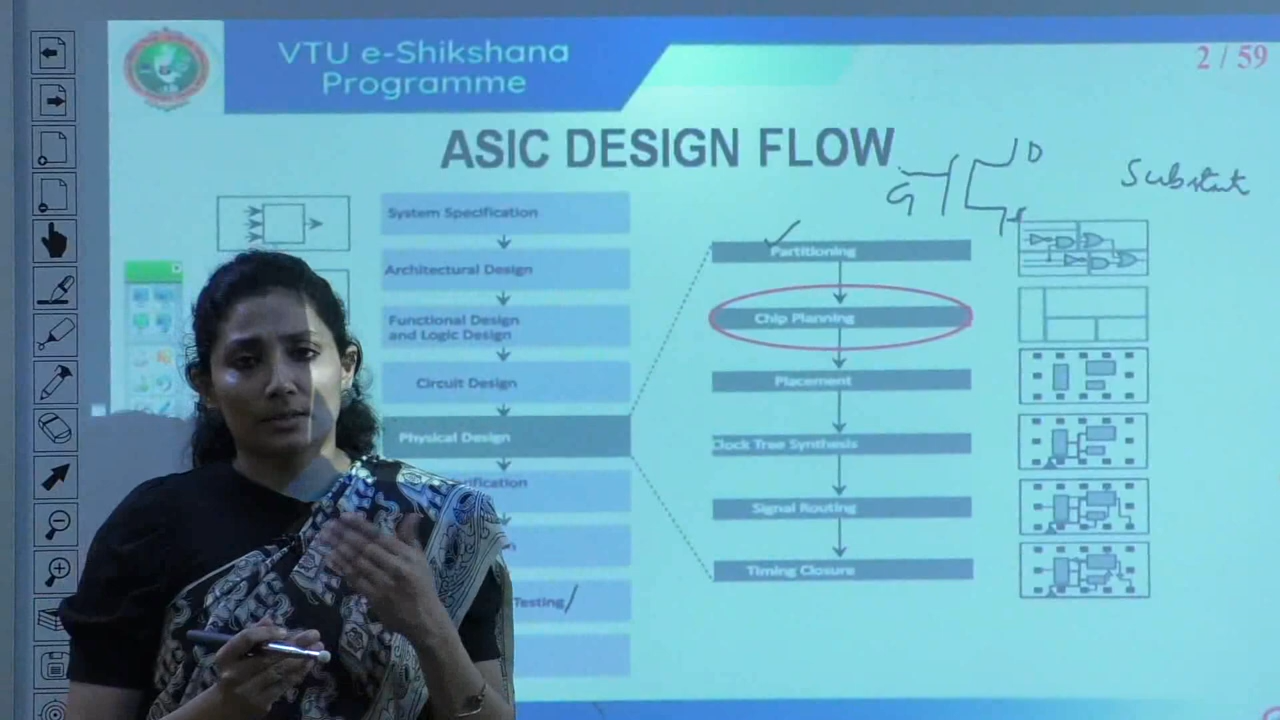 VTU e-Shikshana
Programme
2 / 59
ASIC DESIGN FLOW
G
D
Substrat
System Specification
Architectural Design
Functional Design
and Logic Design
Circuit Design
Physical Design
Testing
Partitioning
Chip Planning
Placement
Clock Tree Synthesis
Signal Routing
Timing Closure